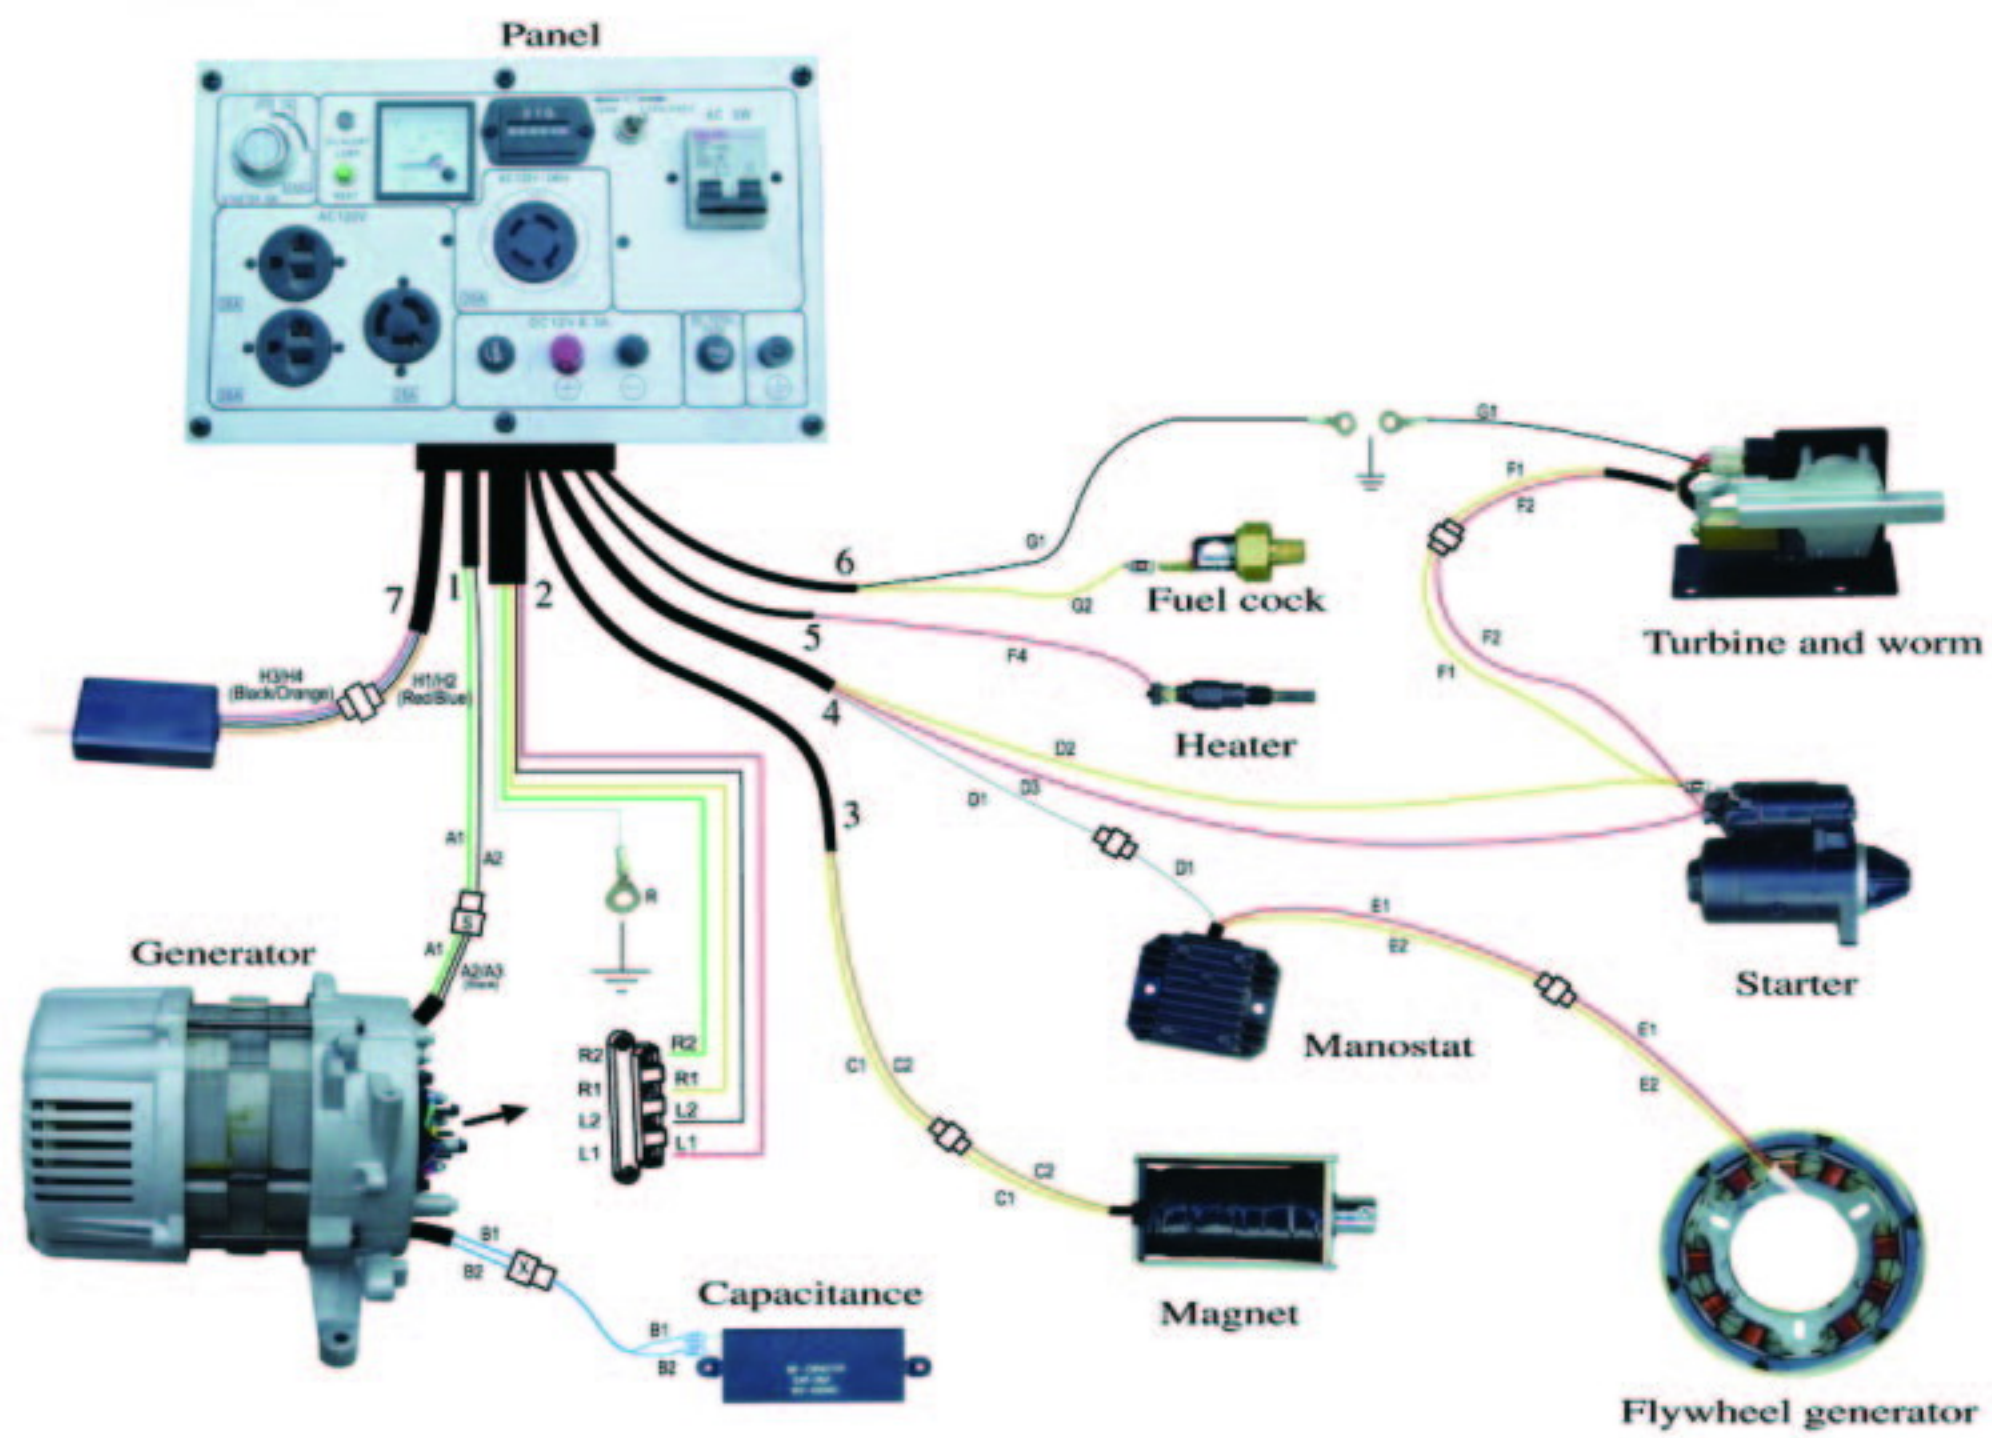 Panel
AC120V
7
1
2
6
5
4
3
G1
G1
G2
Fuel cock
F1
F2
F2
F1
Turbine and worm
F4
Heater
H3/H4
(Black/Orange)
H1/H2
(Red/Blue)
D2
D3
D1
D1
A1
A2
S
A1
A2/A3
R
Generator
E1
E2
E1
E2
Starter
Manostat
R2
R1
L2
L1
R2
R1
L2
L1
C1
C2
C2
C1
Magnet
B1
B2
X
B1
B2
Capacitance
Flywheel generator